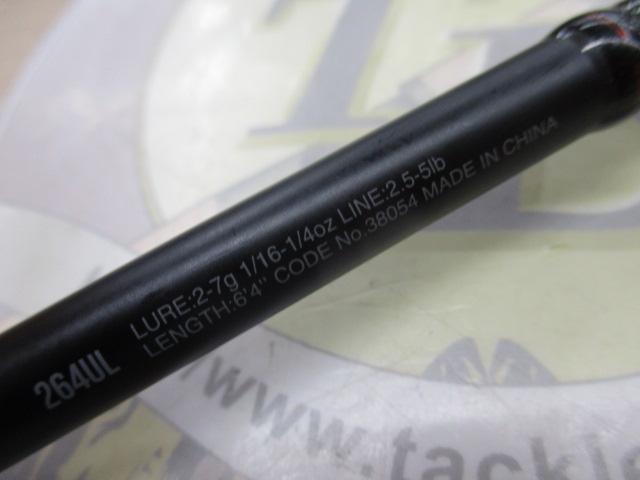 264UL
LURE:2-7g 1/16-1/4oz LINE:2.5-5lb
LENGTH:6'4" CODE No.38054 MADE IN CHINA
www.tackle